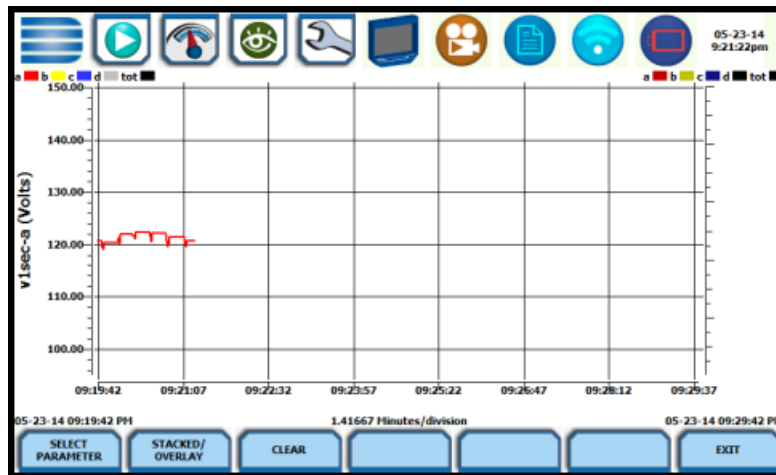 05-23-14
9:21:22pm
a b c d tot
a b c d tot
150.00
140.00
130.00
120.00
110.00
100.00
v1sec-a (Volts)
09:19:42 09:21:07 09:22:32 09:23:57 09:25:22 09:26:47 09:28:12 09:29:37
05-23-14 09:19:42 PM 1.41667 Minutes/division 05-23-14 09:29:42 PM
SELECT PARAMETER
STACKED/ OVERLAY
CLEAR
EXIT